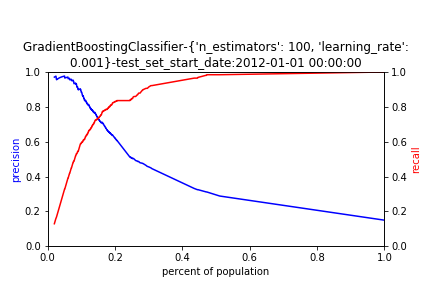 GradientBoostingClassifier-{'n_estimators': 100, 'learning_rate':
0.001}-test_set_start_date:2012-01-01 00:00:00
1.0
0.8
0.6
0.4
0.2
0.0
precision
1.0
0.8
0.6
0.4
0.2
0.0
recall
0.0 0.2 0.4 0.6 0.8 1.0
percent of population